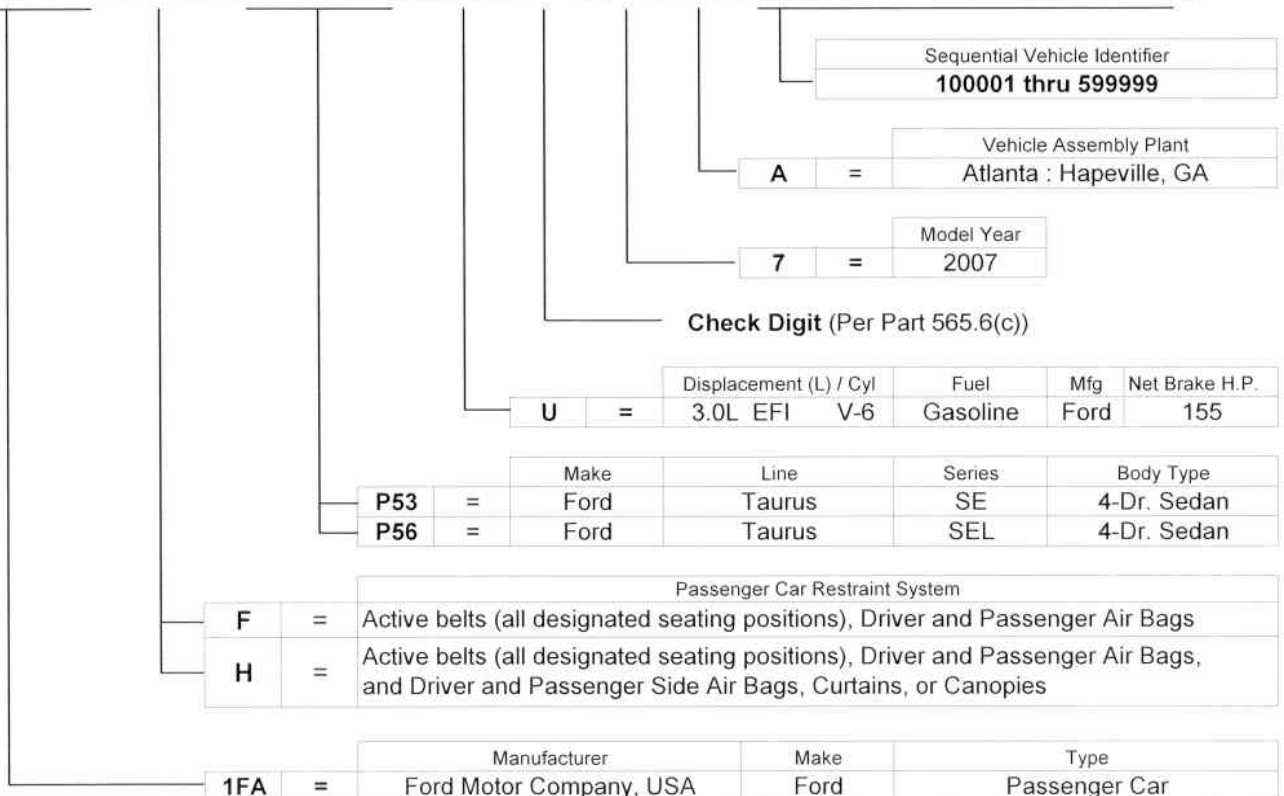 Sequential Vehicle Identifier
100001 thru 599999
Vehicle Assembly Plant
A = Atlanta : Hapeville, GA
Model Year
7 = 2007
Check Digit (Per Part 565.6(c))
Displacement (L) / Cyl Fuel Mfg Net Brake H.P.
U = 3.0L EFI V-6 Gasoline Ford 155
Make Line Series Body Type
P53 = Ford Taurus SE 4-Dr. Sedan
P56 = Ford Taurus SEL 4-Dr. Sedan
Passenger Car Restraint System
F = Active belts (all designated seating positions), Driver and Passenger Air Bags
H = Active belts (all designated seating positions), Driver and Passenger Air Bags,
and Driver and Passenger Side Air Bags, Curtains, or Canopies
Manufacturer Make Type
1FA = Ford Motor Company, USA Ford Passenger Car